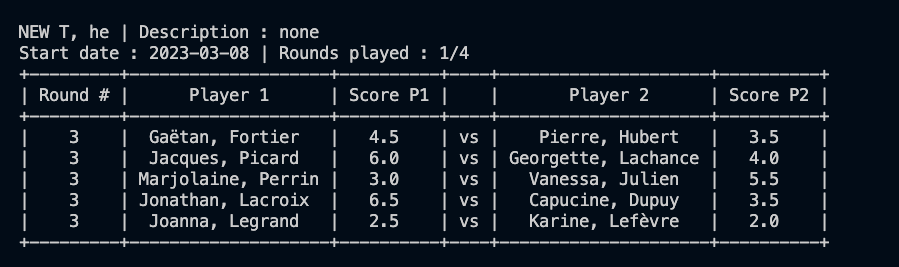 NEW T, he | Description : none
Start date : 2023-03-08 | Rounds played : 1/4
+---------+--------------------+----------+----+---------------------+----------+
| Round # | Player 1 | Score P1 | | Player 2 | Score P2 |
+---------+--------------------+----------+----+---------------------+----------+
| 3 | Gaëtan, Fortier | 4.5 | vs | Pierre, Hubert | 3.5 |
| 3 | Jacques, Picard | 6.0 | vs | Georgette, Lachance | 4.0 |
| 3 | Marjolaine, Perrin | 3.0 | vs | Vanessa, Julien | 5.5 |
| 3 | Jonathan, Lacroix | 6.5 | vs | Capucine, Dupuy | 3.5 |
| 3 | Joanna, Legrand | 2.5 | vs | Karine, Lefèvre | 2.0 |
+---------+--------------------+----------+----+---------------------+----------+